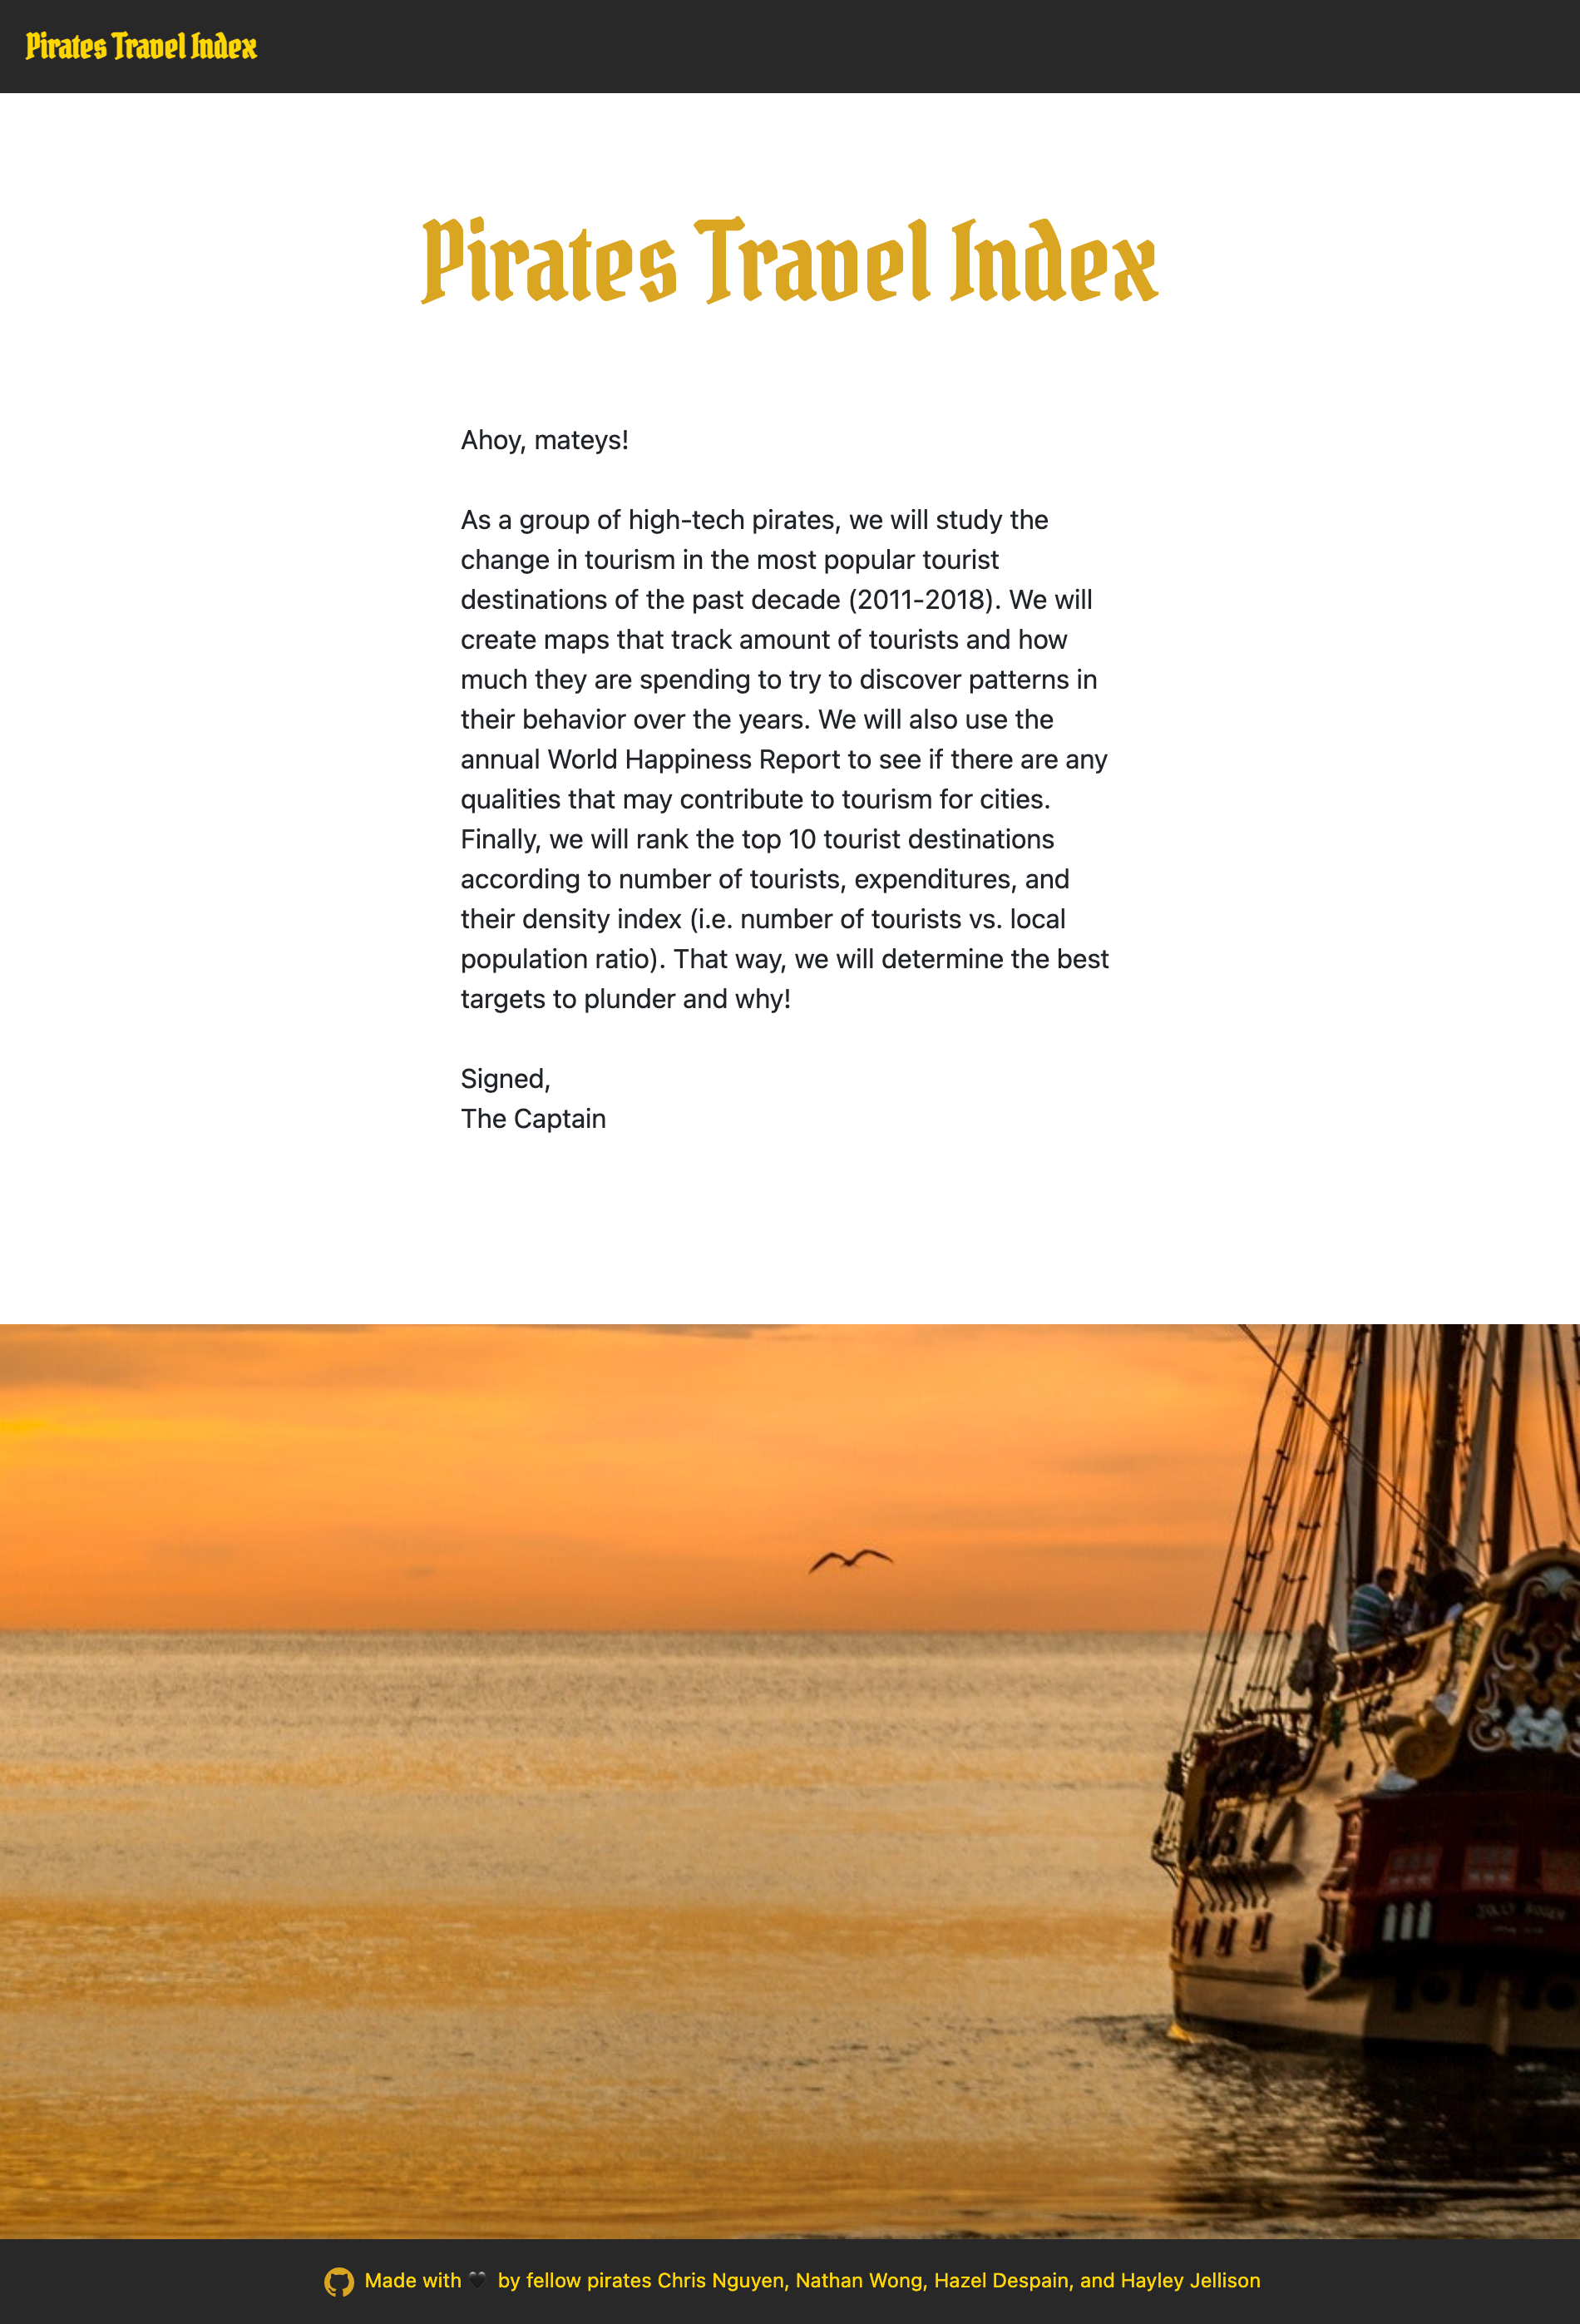 Pirates Travel Index
Pirates Travel Index
Ahoy, mateys!
As a group of high-tech pirates, we will study the
change in tourism in the most popular tourist
destinations of the past decade (2011-2018). We will
create maps that track amount of tourists and how
much they are spending to try to discover patterns in
their behavior over the years. We will also use the
annual World Happiness Report to see if there are any
qualities that may contribute to tourism for cities.
Finally, we will rank the top 10 tourist destinations
according to number of tourists, expenditures, and
their density index (i.e. number of tourists vs. local
population ratio). That way, we will determine the best
targets to plunder and why!
Signed,
The Captain
JOLLY ROGER
Made with 🖤 by fellow pirates Chris Nguyen, Nathan Wong, Hazel Despain, and Hayley Jellison